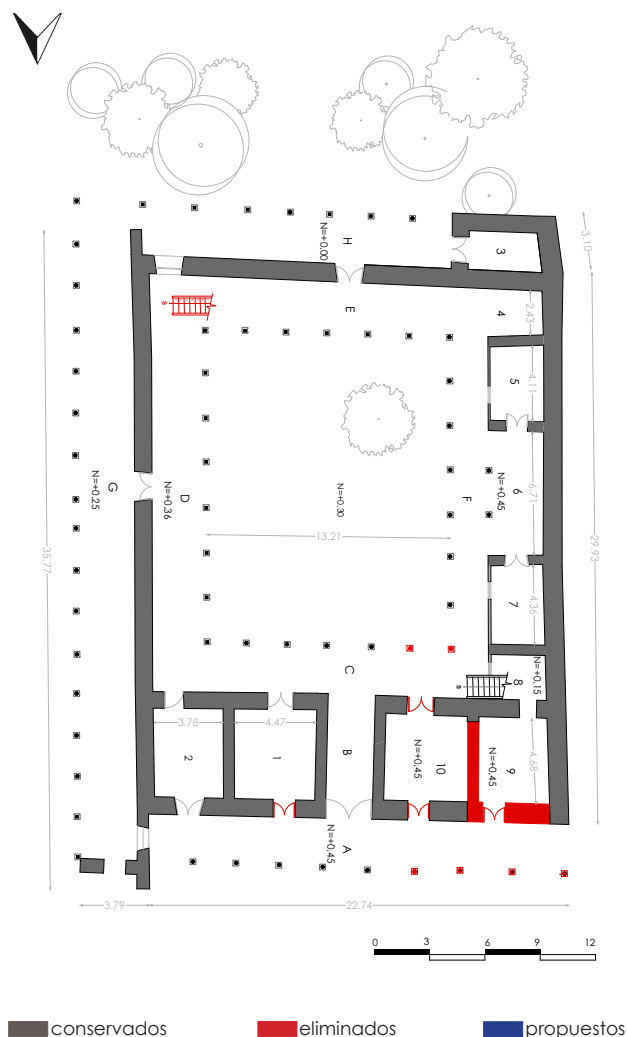 3
3.10
H
N=+0.00
E
4
2.43
s
5
4.11
29.93
6
6.71
N=+0.45
F
G
N=+0.25
D
N=+0.36
N=+0.30
13.21
35.77
7
4.36
C
8
N=+0.15
s
3.78
4.47
2
1
B
10
N=+0.45
9
N=+0.45
4.68
A
N=+0.45
3.79
22.74
0 3 6 9 12
conservados eliminados propuestos